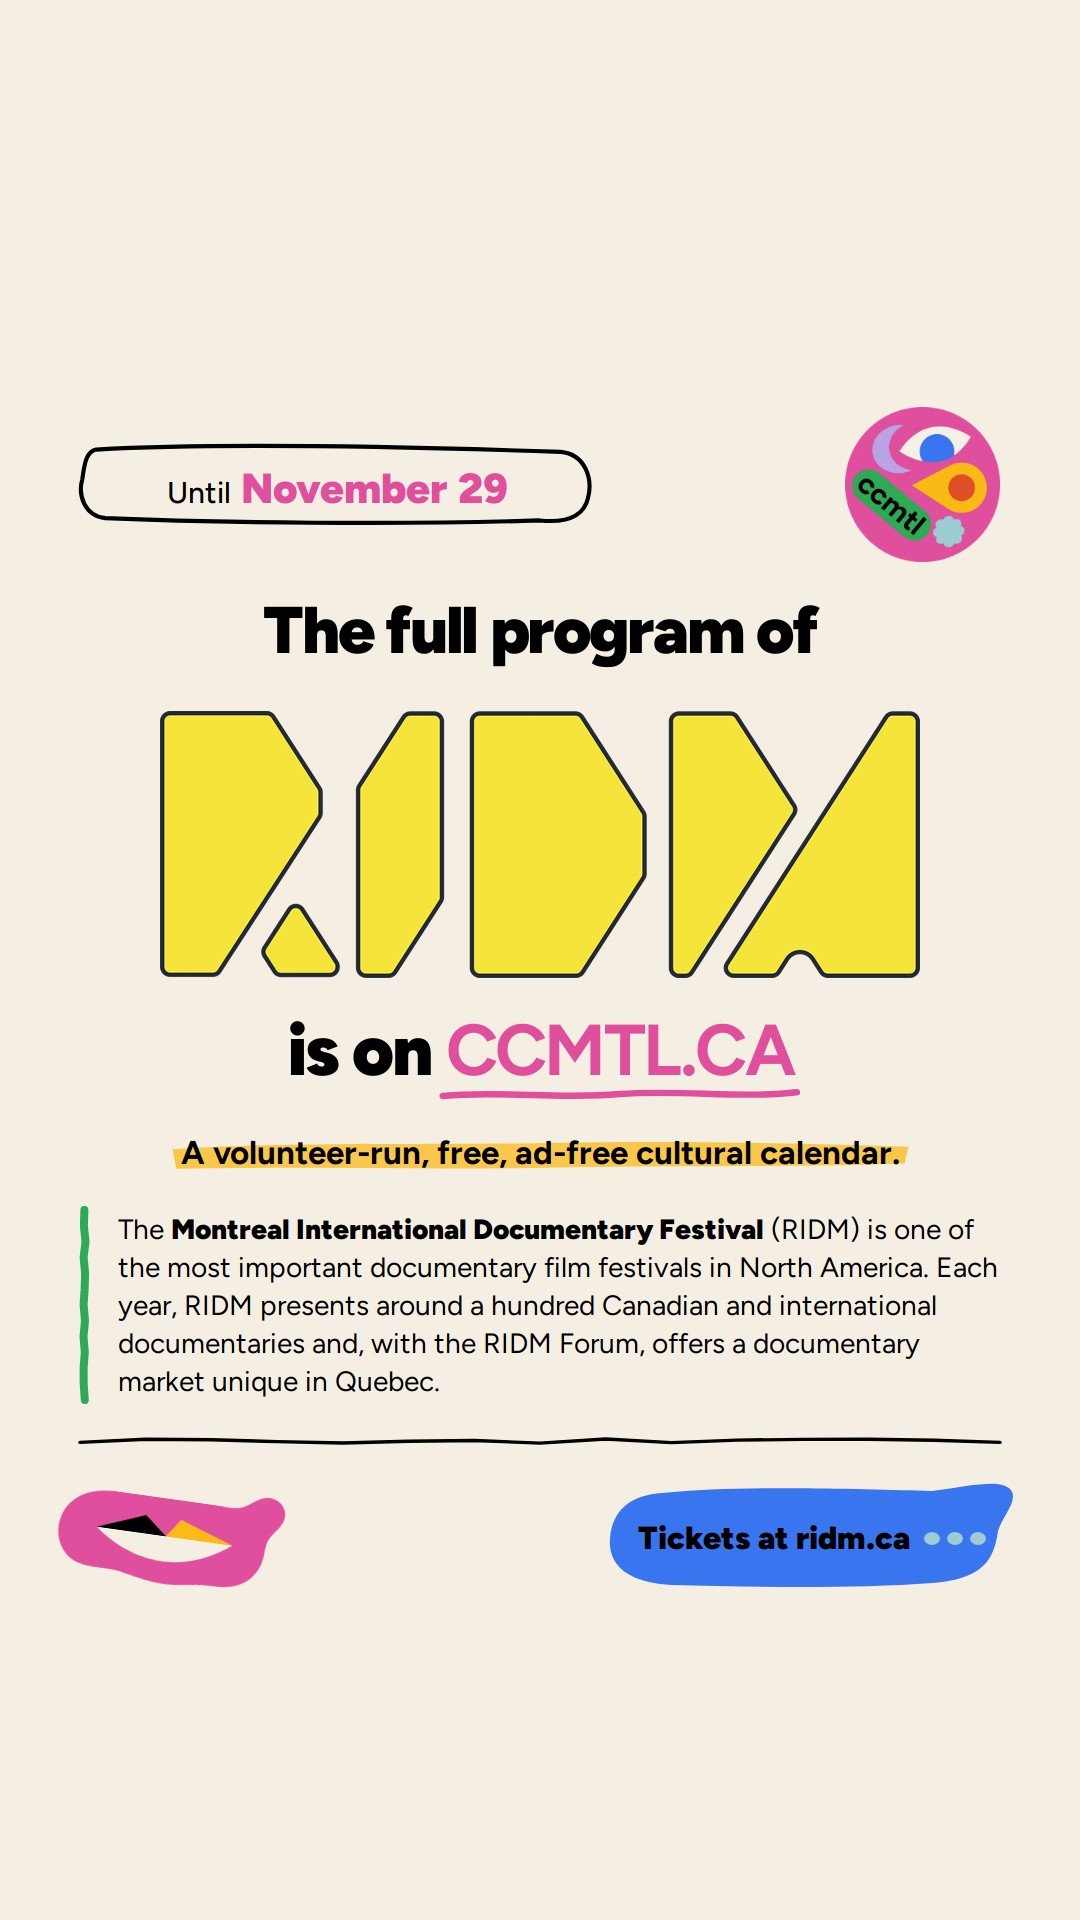 Until November 29
ccmtl
The full program of
RIDM
is on CCMTL.CA
A volunteer-run, free, ad-free cultural calendar.
The Montreal International Documentary Festival (RIDM) is one of
the most important documentary film festivals in North America. Each
year, RIDM presents around a hundred Canadian and international
documentaries and, with the RIDM Forum, offers a documentary
market unique in Quebec.
Tickets at ridm.ca